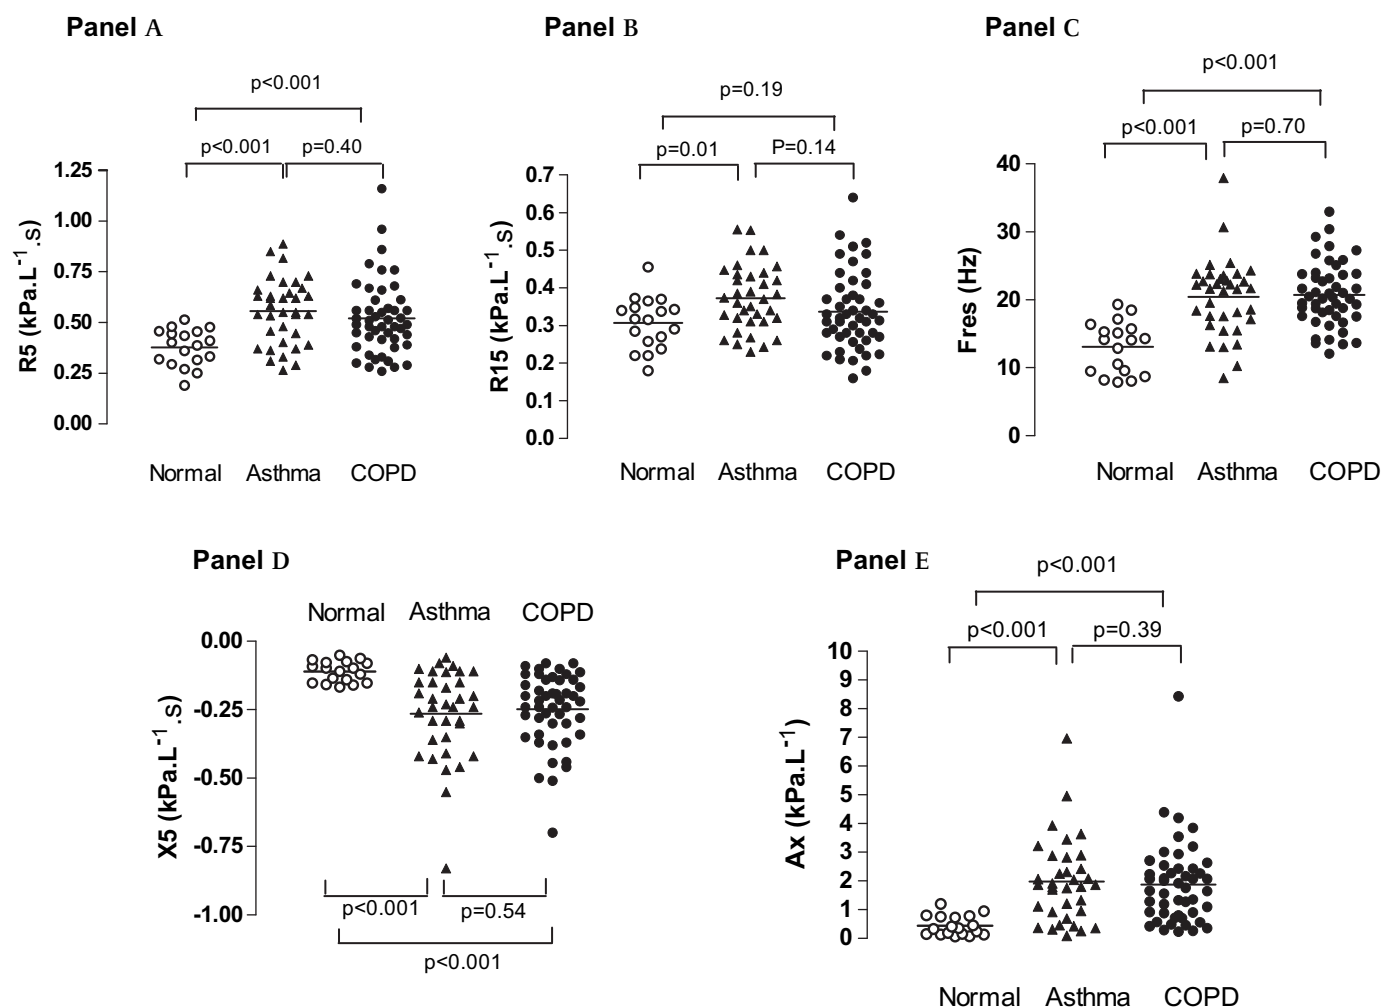 Panel A
Panel B
Panel C
p<0.001
p<0.001
p=0.40
p=0.19
p=0.01
P=0.14
p<0.001
p<0.001
p=0.70
R5 (kPa.L-1.s)
1.25
1.00
0.75
0.50
0.25
0.00
Normal Asthma COPD
R15 (kPa.L-1.s)
0.7
0.6
0.5
0.4
0.3
0.2
0.1
0.0
Normal Asthma COPD
Fres (Hz)
40
30
20
10
0
Normal Asthma COPD
Panel D
Normal Asthma COPD
X5 (kPa.L-1.s)
0.00
-0.25
-0.50
-0.75
-1.00
p<0.001
p=0.54
p<0.001
Panel E
p<0.001
p<0.001
p=0.39
Ax (kPa.L-1)
10
9
8
7
6
5
4
3
2
1
0
Normal Asthma COPD